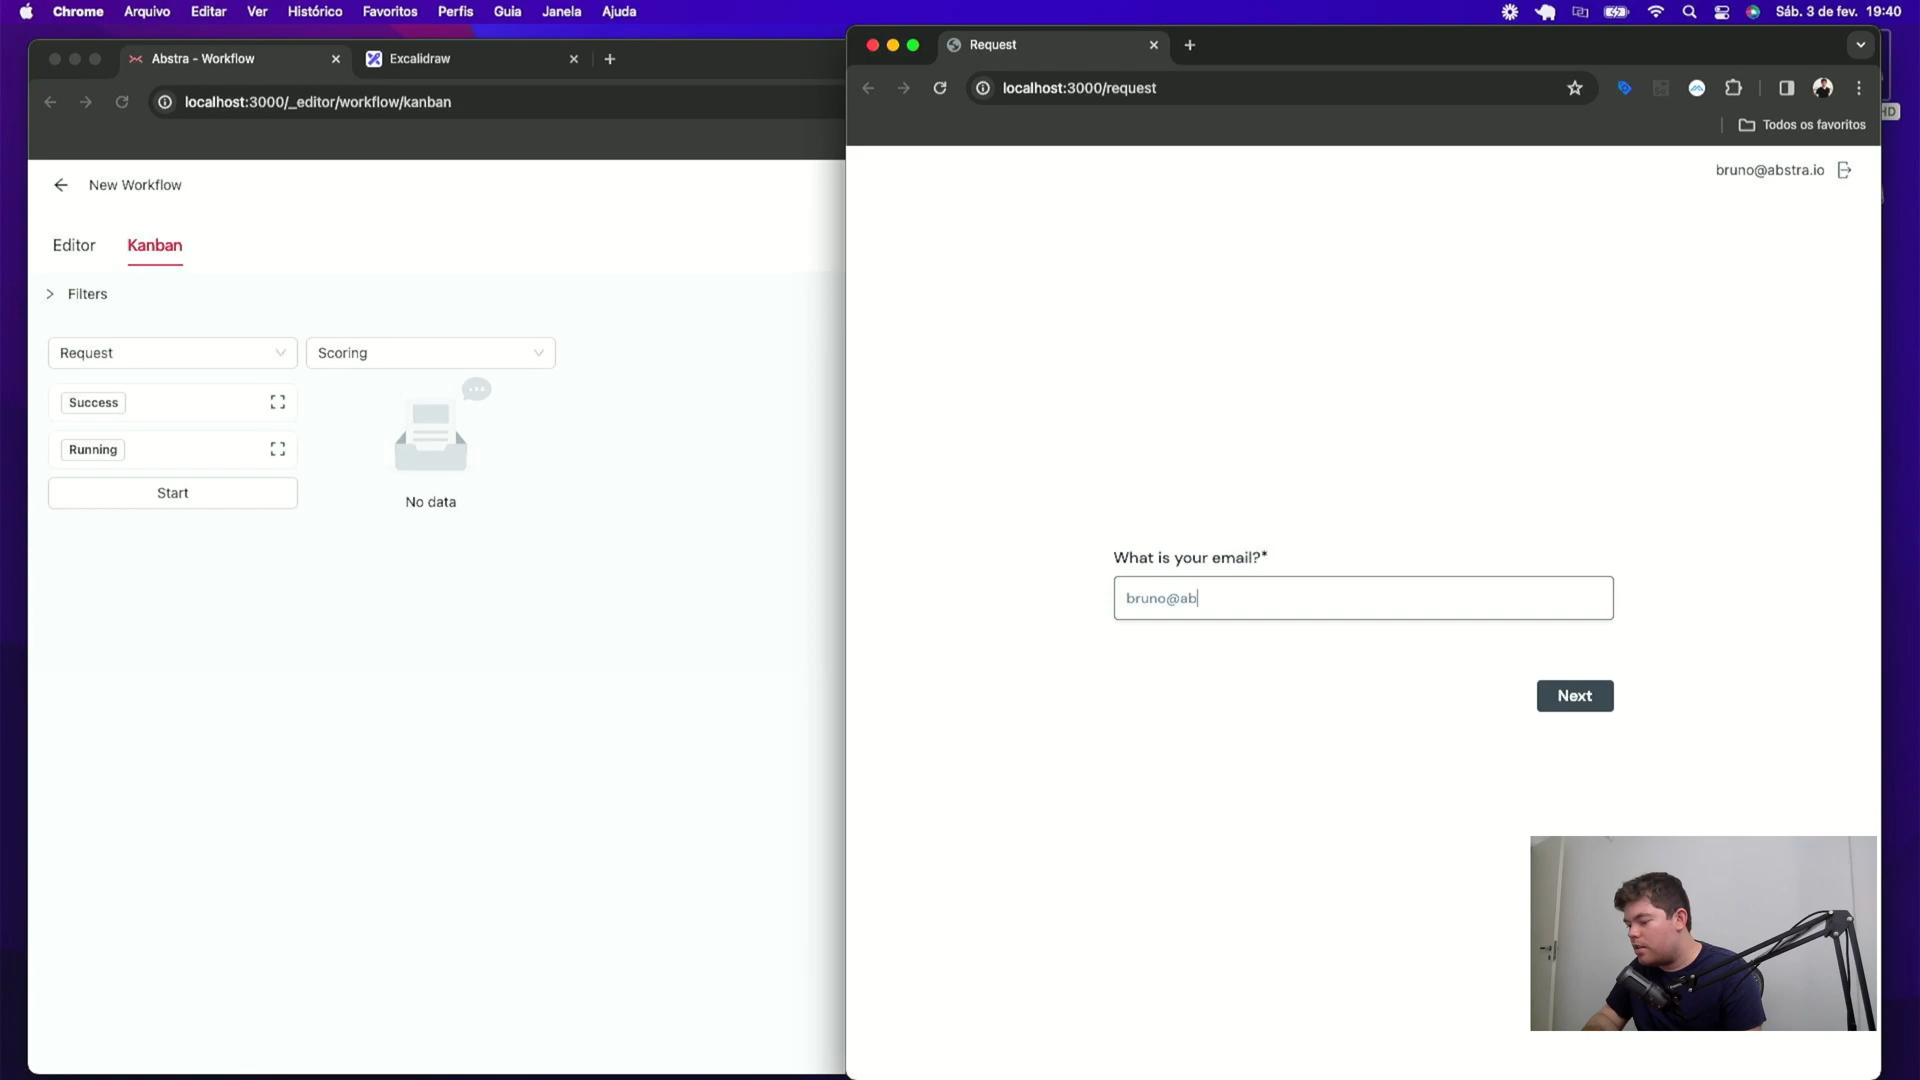 Chrome Arquivo Editar Ver Histórico Favoritos Perfis Guia Janela Ajuda
Sáb. 3 de fev. 19:40
Abstra - Workflow
Excalidraw
localhost:3000/_editor/workflow/kanban
New Workflow
Editor Kanban
Filters
Request
Scoring
Success
Running
Start
No data
Request
localhost:3000/request
Todos os favoritos
HD
bruno@abstra.io
What is your email?*
bruno@ab
Next